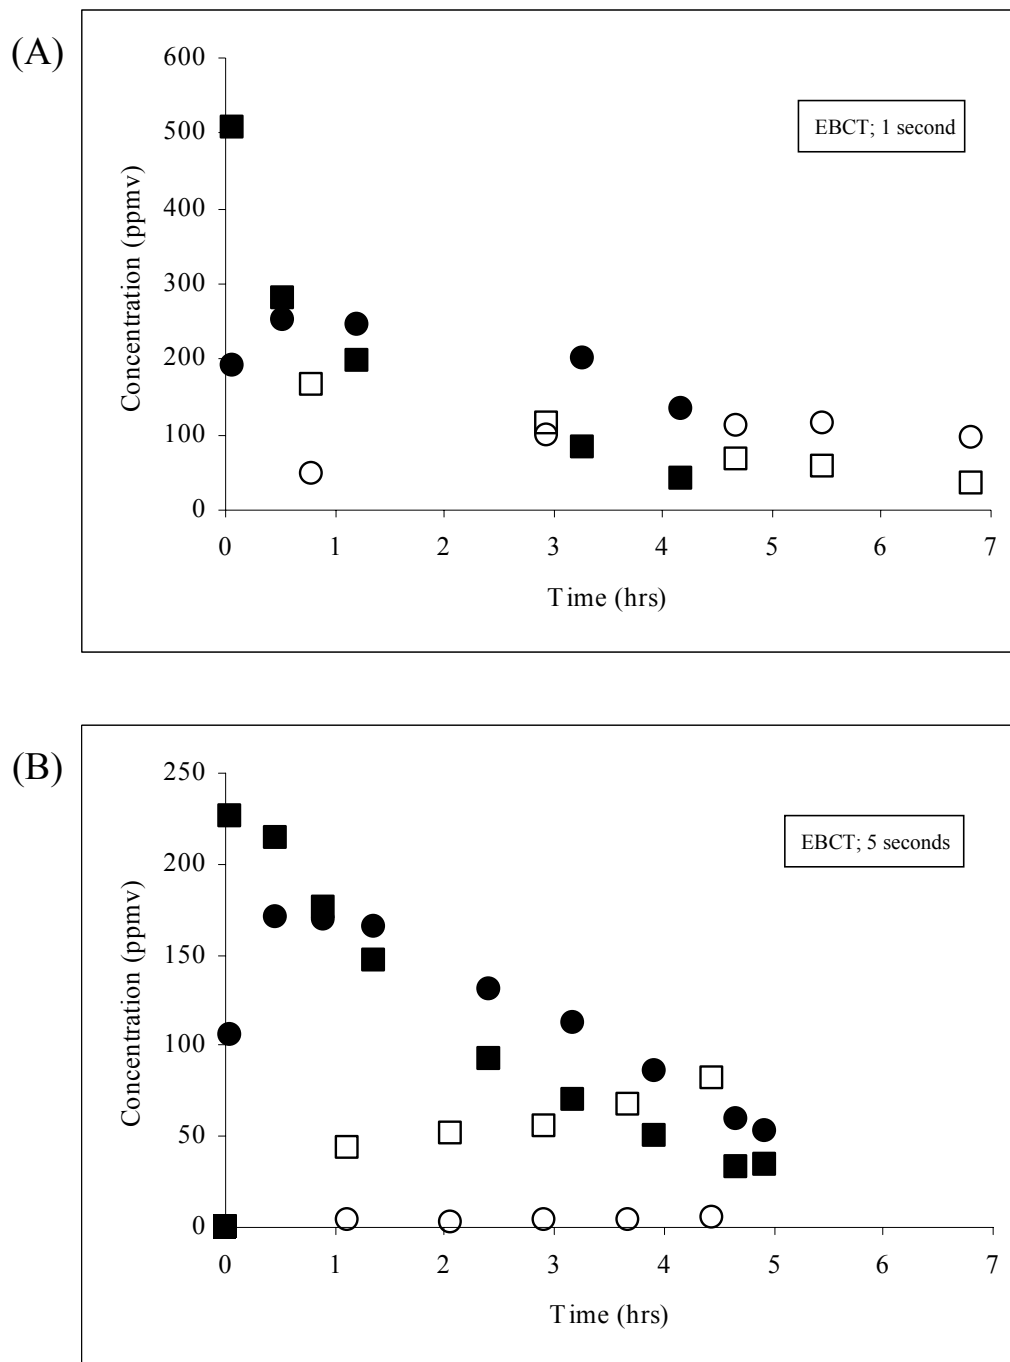 (A)
600
500
400
300
200
100
0
Concentration (ppmv)
EBCT; 1 second
0 1 2 3 4 5 6 7
Time (hrs)
(B)
250
200
150
100
50
0
Concentration (ppmv)
EBCT; 5 seconds
0 1 2 3 4 5 6 7
Time (hrs)